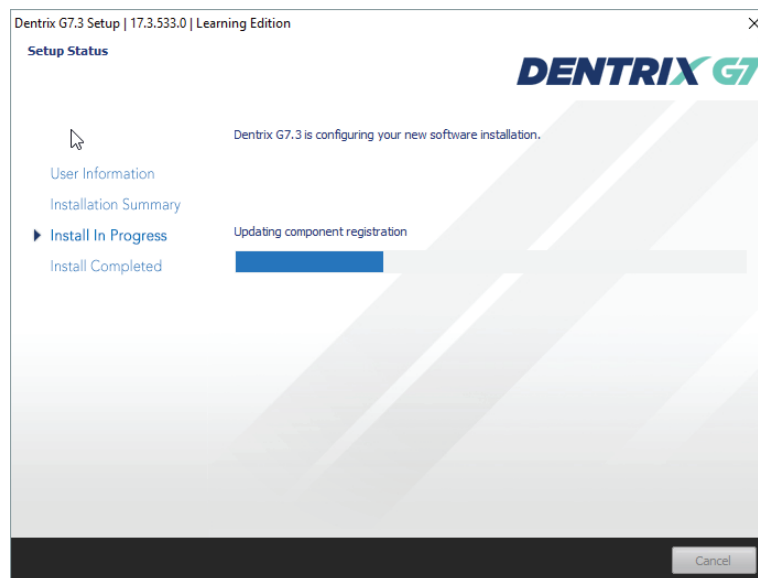 Dentrix G7.3 Setup | 17.3.533.0 | Learning Edition
Setup Status
DENTRIX G7
Dentrix G7.3 is configuring your new software installation.
User Information
Installation Summary
Install In Progress
Updating component registration
Install Completed
Cancel